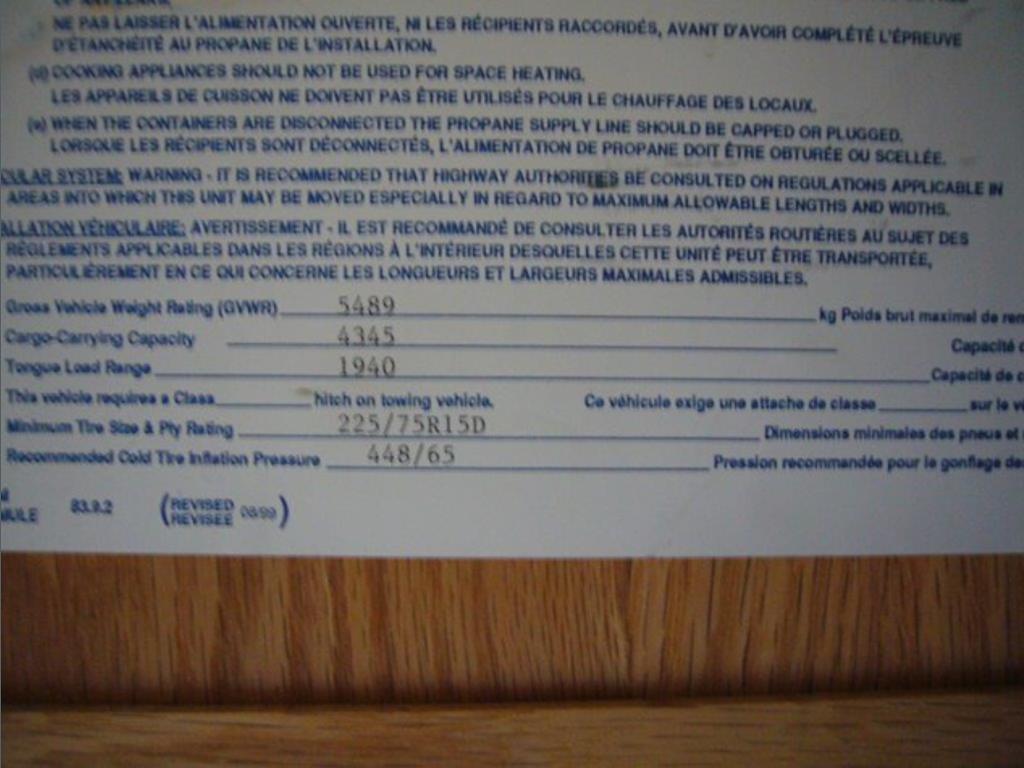 NE PAS LAISSER L'ALIMENTATION OUVERTE, NI LES RÉCIPIENTS RACCORDÉS, AVANT D'AVOIR COMPLÉTÉ L'ÉPREUVE
D'ÉTANCHÉITÉ AU PROPANE DE L'INSTALLATION.
(d) COOKING APPLIANCES SHOULD NOT BE USED FOR SPACE HEATING.
LES APPAREILS DE CUISSON NE DOIVENT PAS ÊTRE UTILISÉS POUR LE CHAUFFAGE DES LOCAUX.
(e) WHEN THE CONTAINERS ARE DISCONNECTED THE PROPANE SUPPLY LINE SHOULD BE CAPPED OR PLUGGED.
LORSQUE LES RÉCIPIENTS SONT DÉCONNECTÉS, L'ALIMENTATION DE PROPANE DOIT ÊTRE OBTURÉE OU SCELLÉE.
CULAR SYSTEM: WARNING - IT IS RECOMMENDED THAT HIGHWAY AUTHORITIES BE CONSULTED ON REGULATIONS APPLICABLE IN
AREAS INTO WHICH THIS UNIT MAY BE MOVED ESPECIALLY IN REGARD TO MAXIMUM ALLOWABLE LENGTHS AND WIDTHS.
ALLATION VÉHICULAIRE: AVERTISSEMENT - IL EST RECOMMANDÉ DE CONSULTER LES AUTORITÉS ROUTIÈRES AU SUJET DES
RÈGLEMENTS APPLICABLES DANS LES RÉGIONS À L'INTÉRIEUR DESQUELLES CETTE UNITÉ PEUT ÊTRE TRANSPORTÉE,
PARTICULIÈREMENT EN CE QUI CONCERNE LES LONGUEURS ET LARGEURS MAXIMALES ADMISSIBLES.
Gross Vehicle Weight Rating (GVWR) 5489 kg Poids brut maximal de ren
Cargo-Carrying Capacity 4345 Capacité
Tongue Load Range 1940 Capacité de c
This vehicle requires a Class hitch on towing vehicle. Ce véhicule exige une attache de classe sur le v
Minimum Tire Size & Ply Rating 225/75R15D Dimensions minimales des pneus et
Recommended Cold Tire Inflation Pressure 448/65 Pression recommandée pour le gonflage de
MULE 83.9.2 (REVISED
REVISÉE 08/99)